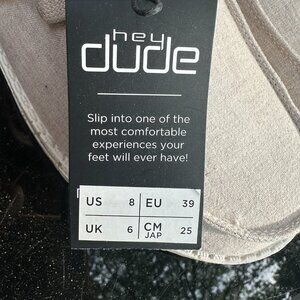 hey
dude
Slip into one of the
most comfortable
experiences your
feet will ever have!
US 8 EU 39
UK 6 CM JAP 25